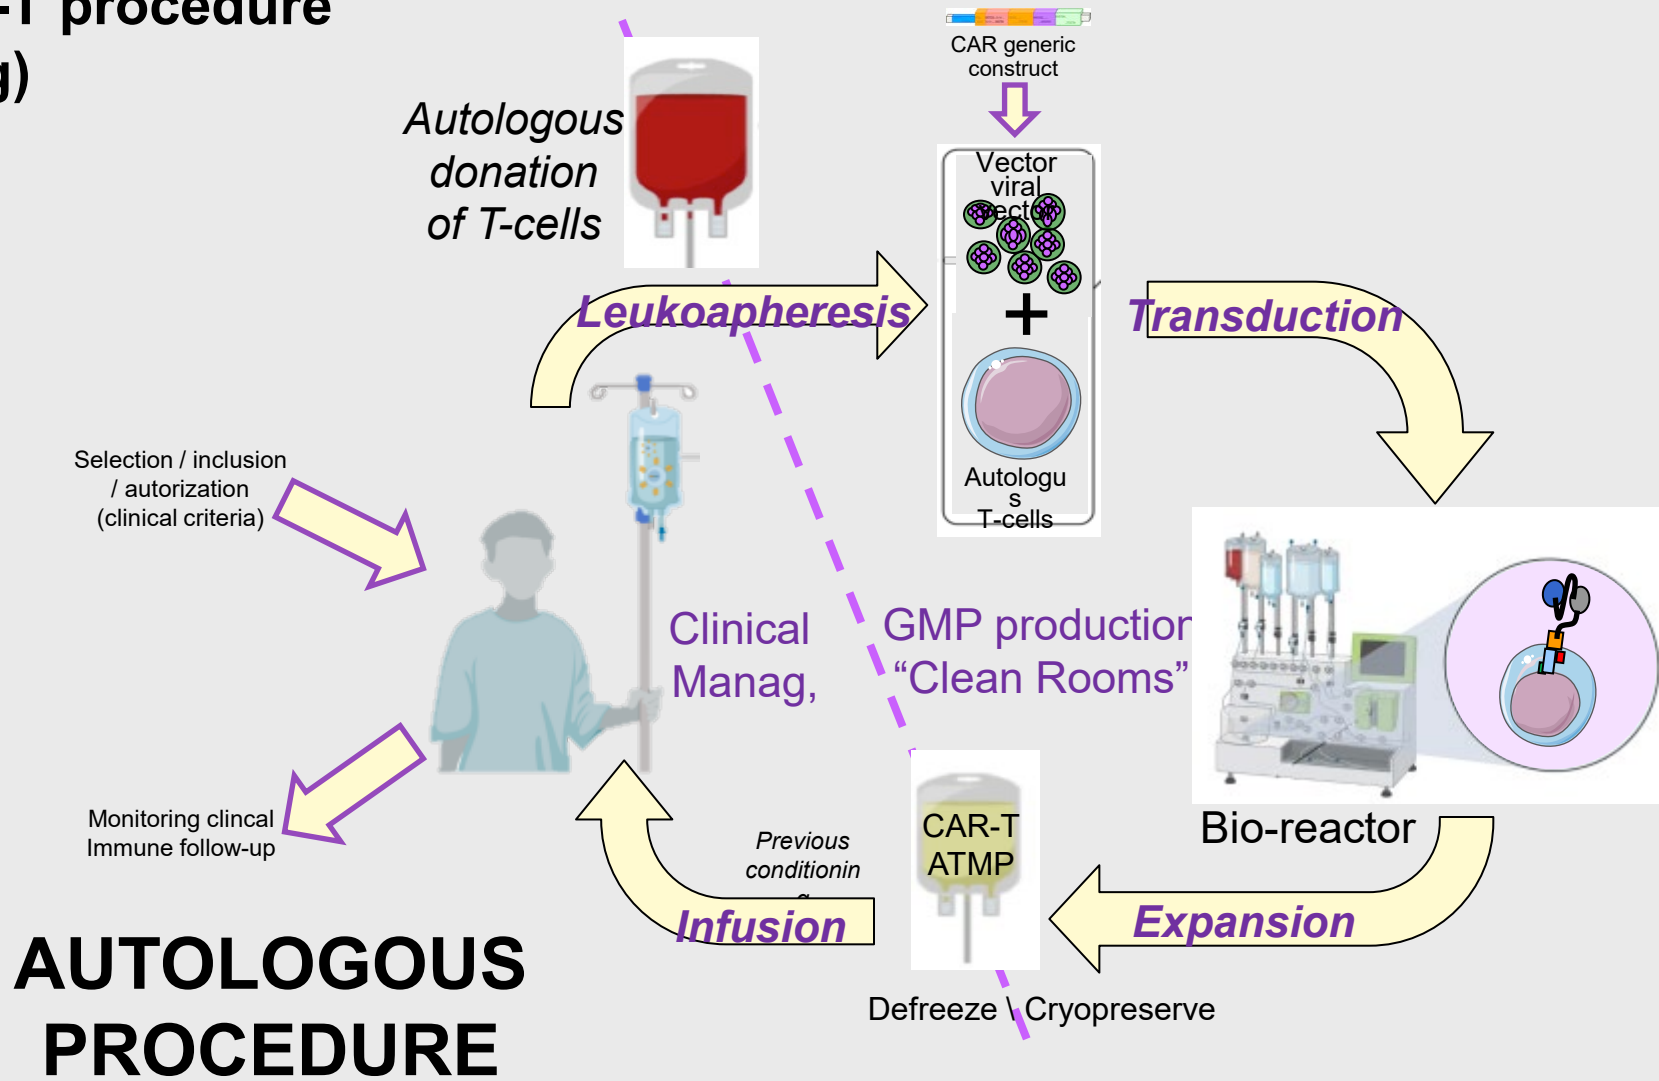 -T procedure
g)
CAR generic
construct
Autologous
donation
of T-cells
Vector
viral
vector
Leukoapheresis
Transduction
Autologu
s
T-cells
Selection / inclusion
/ autorization
(clinical criteria)
Clinical
Manag,
GMP production
“Clean Rooms”
Monitoring clincal
Immune follow-up
Previous
conditionin
CAR-T
ATMP
Bio-reactor
Infusion
Expansion
Defreeze \ Cryopreserve
AUTOLOGOUS
PROCEDURE